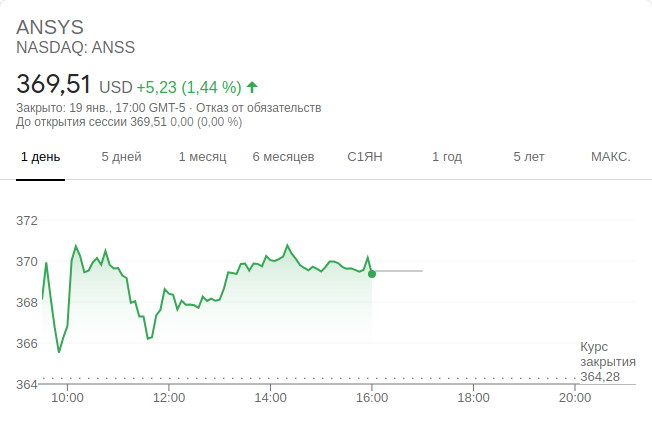 ANSYS
NASDAQ: ANSS
369,51 USD +5,23 (1,44 %)
Закрыто: 19 янв., 17:00 GMT-5 · Отказ от обязательств
До открытия сессии 369,51 0,00 (0,00 %)
1 день 5 дней 1 месяц 6 месяцев С1ЯН 1 год 5 лет МАКС.
372
370
368
366
364
Курс
закрытия
364,28
10:00 12:00 14:00 16:00 18:00 20:00